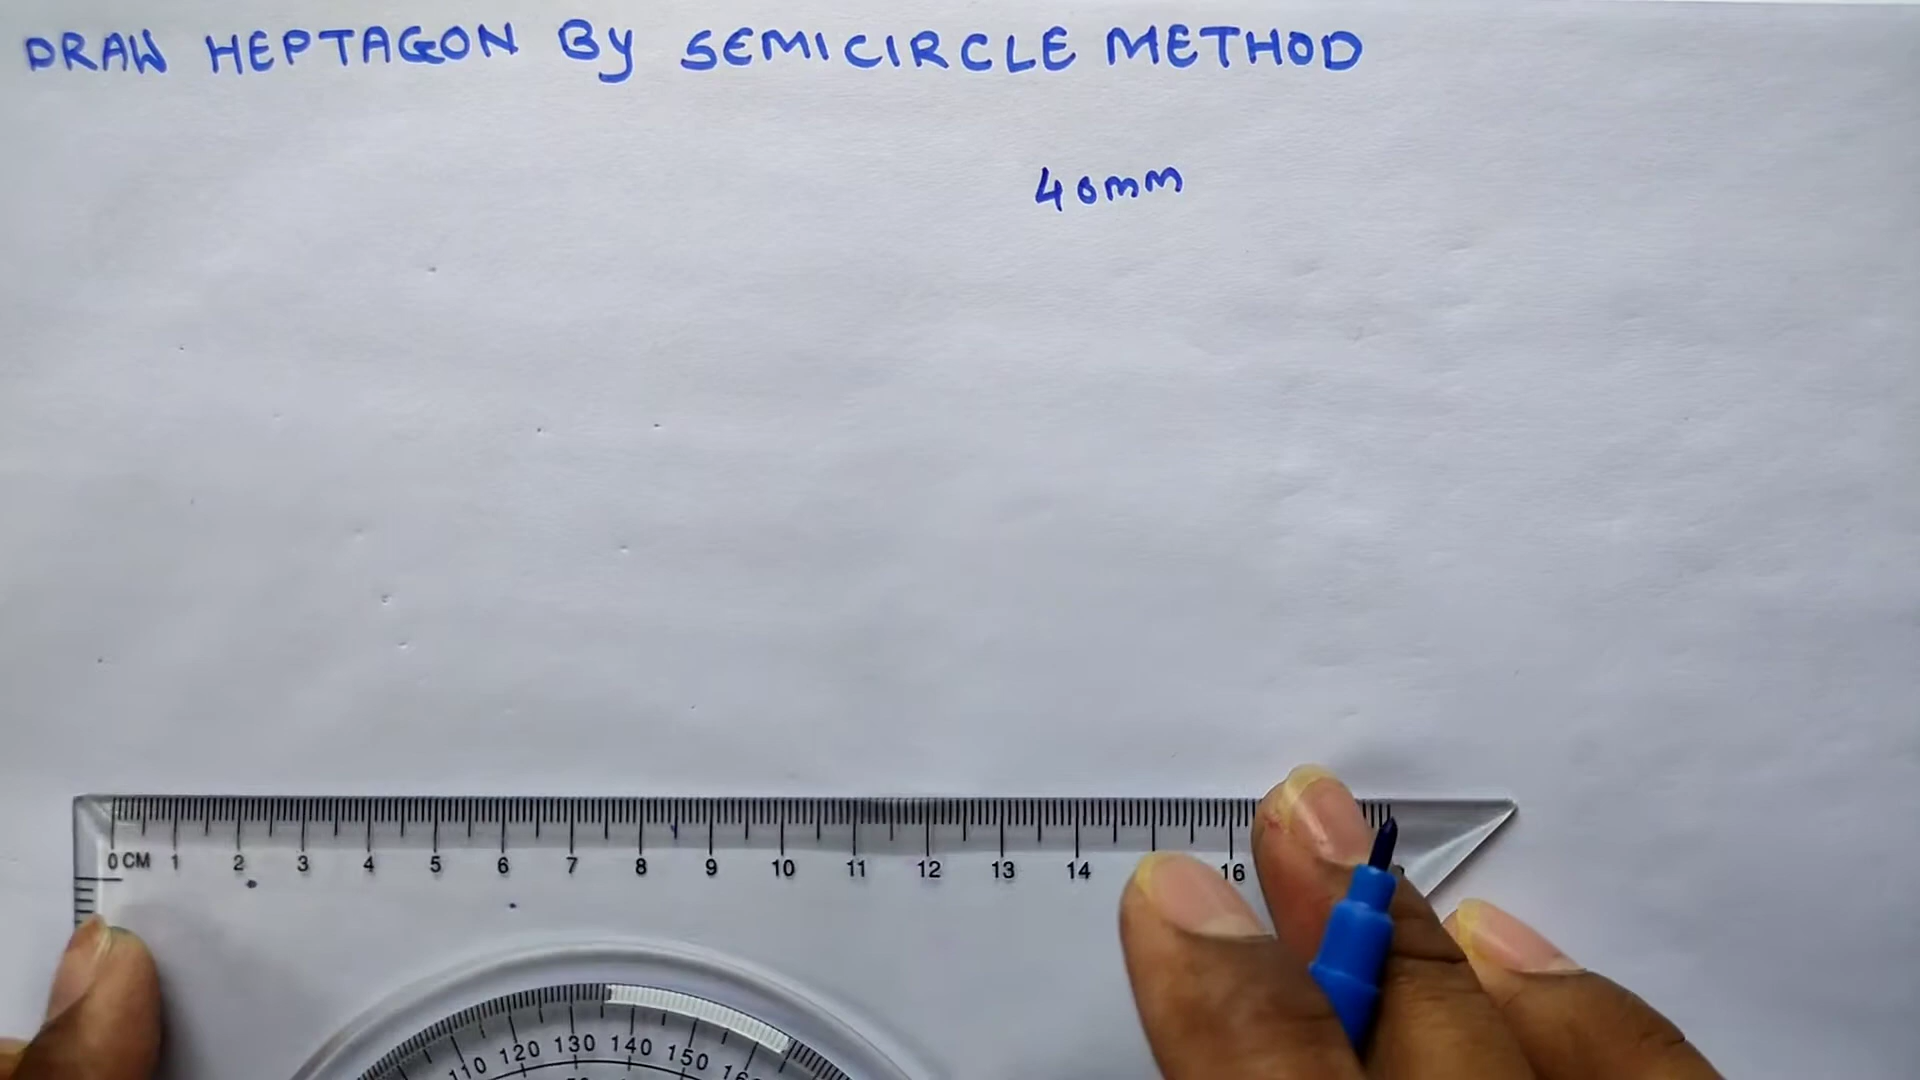 DRAW HEPTAGON By SEMICIRCLE METHOD
40mm
0 CM 1 2 3 4 5 6 7 8 9 10 11 12 13 14 16
110 120 130 140 150